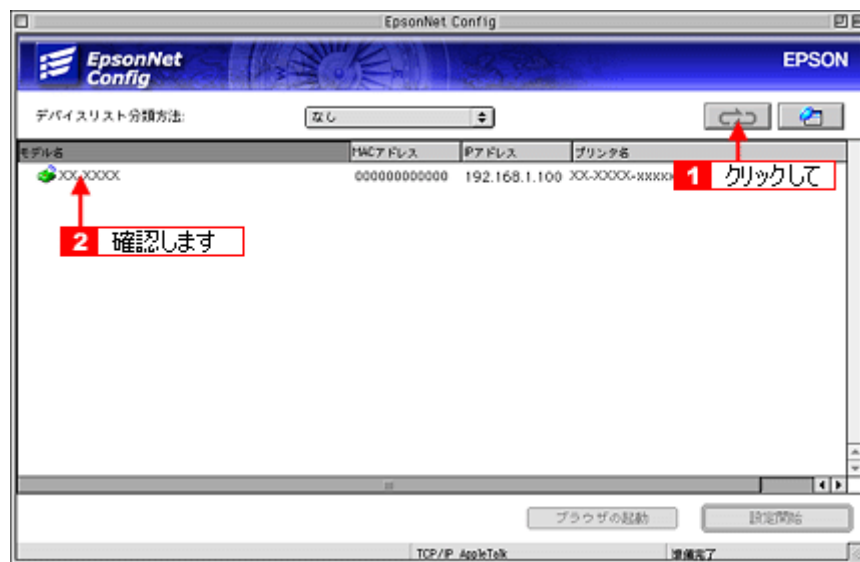 EpsonNet Config
EpsonNet
Config
EPSON
デバイスリスト分類方法:
なし
モデル名
MACアドレス
IPアドレス
プリンタ名
XX-XXXX
000000000000
192.168.1.100
XX-XXXX-XXXXX
1 クリックして
2 確認します
ブラウザの起動
設定開始
TCP/IP AppleTalk
準備完了